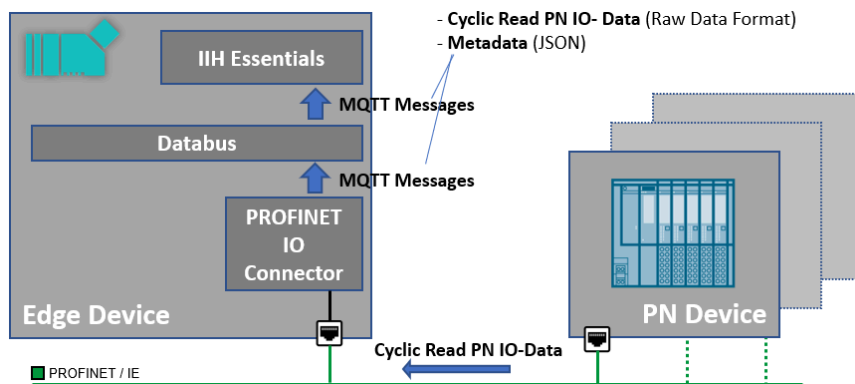 - Cyclic Read PN IO- Data (Raw Data Format)
- Metadata (JSON)
IIH Essentials
MQTT Messages
Databus
MQTT Messages
PROFINET
IO
Connector
Edge Device
PN Device
Cyclic Read PN IO-Data
PROFINET / IE